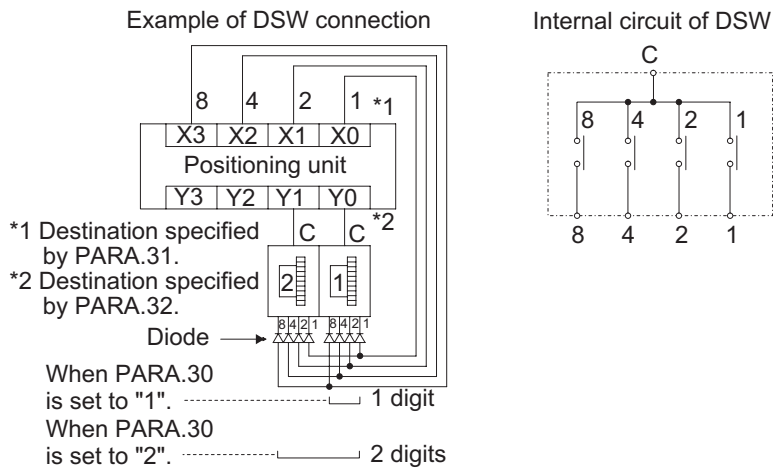 Example of DSW connection
8 4 2 1 *1
X3 X2 X1 X0
Positioning unit
Y3 Y2 Y1 Y0
*2
C C
*1 Destination specified
by PARA.31.
*2 Destination specified
by PARA.32.
2 1
8 4 2 1 8 4 2 1
Diode
When PARA.30
is set to "1".
1 digit
When PARA.30
is set to "2".
2 digits
Internal circuit of DSW
C
8 4 2 1
8 4 2 1